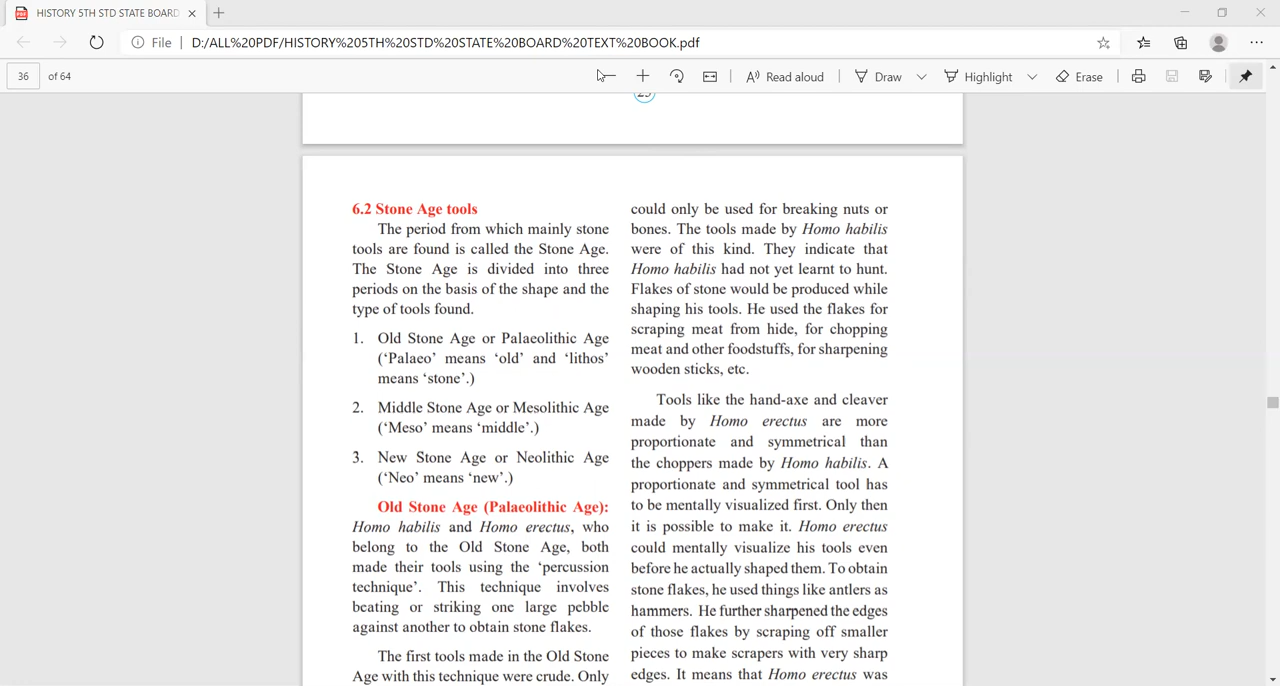 HISTORY 5TH STD STATE BOARD
File
D:/ALL%20PDF/HISTORY%205TH%20STD%20STATE%20BOARD%20TEXT%20BOOK.pdf
36 of 64
Read aloud
Draw
Highlight
Erase
6.2 Stone Age tools
The period from which mainly stone
tools are found is called the Stone Age.
The Stone Age is divided into three
periods on the basis of the shape and the
type of tools found.
1. Old Stone Age or Palaeolithic Age
('Palaeo' means 'old' and 'lithos'
means 'stone'.)
2. Middle Stone Age or Mesolithic Age
('Meso' means 'middle'.)
3. New Stone Age or Neolithic Age
('Neo' means 'new'.)
Old Stone Age (Palaeolithic Age):
Homo habilis and Homo erectus, who
belong to the Old Stone Age, both
made their tools using the 'percussion
technique'. This technique involves
beating or striking one large pebble
against another to obtain stone flakes.
The first tools made in the Old Stone
Age with this technique were crude. Only
could only be used for breaking nuts or
bones. The tools made by Homo habilis
were of this kind. They indicate that
Homo habilis had not yet learnt to hunt.
Flakes of stone would be produced while
shaping his tools. He used the flakes for
scraping meat from hide, for chopping
meat and other foodstuffs, for sharpening
wooden sticks, etc.
Tools like the hand-axe and cleaver
made by Homo erectus are more
proportionate and symmetrical than
the choppers made by Homo habilis. A
proportionate and symmetrical tool has
to be mentally visualized first. Only then
it is possible to make it. Homo erectus
could mentally visualize his tools even
before he actually shaped them. To obtain
stone flakes, he used things like antlers as
hammers. He further sharpened the edges
of those flakes by scraping off smaller
pieces to make scrapers with very sharp
edges. It means that Homo erectus was